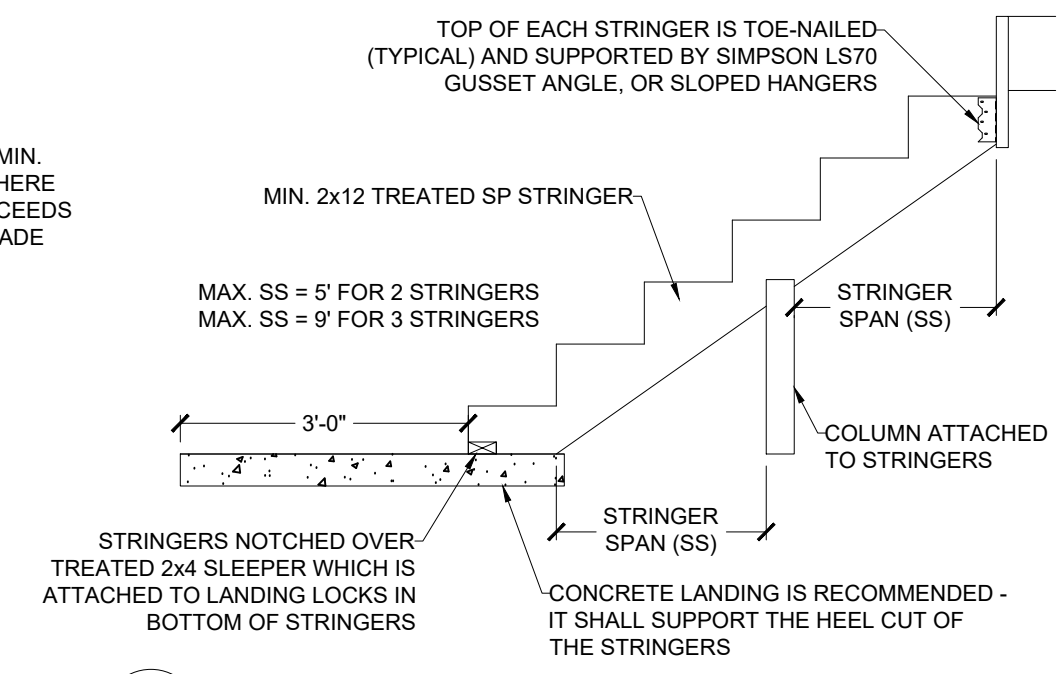 TOP OF EACH STRINGER IS TOE-NAILED
(TYPICAL) AND SUPPORTED BY SIMPSON LS70
GUSSET ANGLE, OR SLOPED HANGERS
MIN.
HERE
CEEDS
ADE
MIN. 2x12 TREATED SP STRINGER
MAX. SS = 5' FOR 2 STRINGERS
MAX. SS = 9' FOR 3 STRINGERS
STRINGER
SPAN (SS)
3'-0"
COLUMN ATTACHED
TO STRINGERS
STRINGER
SPAN (SS)
STRINGERS NOTCHED OVER
TREATED 2x4 SLEEPER WHICH IS
ATTACHED TO LANDING LOCKS IN
BOTTOM OF STRINGERS
CONCRETE LANDING IS RECOMMENDED -
IT SHALL SUPPORT THE HEEL CUT OF
THE STRINGERS